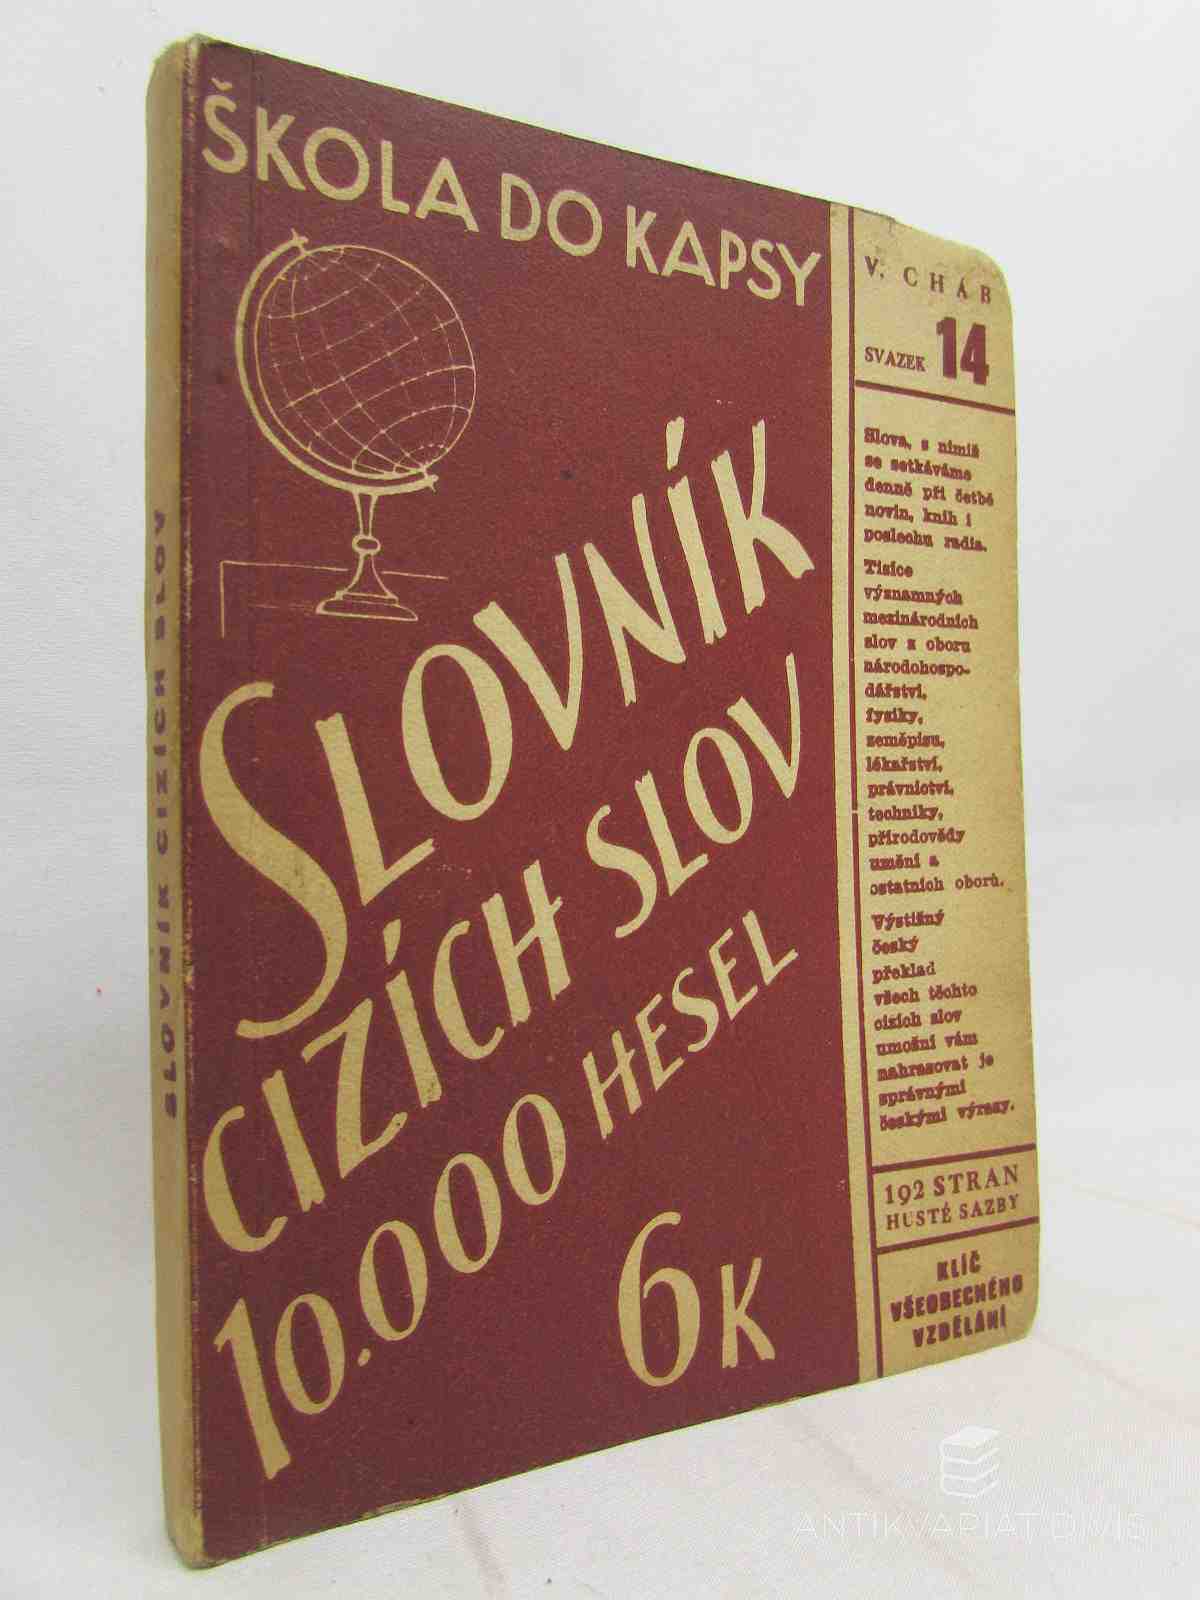 ŠKOLA DO KAPSY
SLOVNÍK
CIZÍCH SLOV
10.000 HESEL
6K
V. CHÁB
SVAZEK 14
Slova, s nimiž
se setkáváme
denně při četbě
novin, knih i
poslechu radia.
Tisíce
významných
mezinárodních
slov z oboru
národohospo-
dářství,
fysiky,
zeměpisu,
lékařství,
právnictví,
techniky,
přírodovědy
umění a
ostatních oborů.
Výstižný
český
překlad
všech těchto
cizích slov
umožní vám
nahrazovat je
správnými
českými výrazy.
192 STRAN
HUSTÉ SAZBY
KLÍČ
VŠEOBECNÉHO
VZDĚLÁNÍ
SLOVNÍK CIZÍCH SLOV
ANTIKVARIÁT DIVIŠ